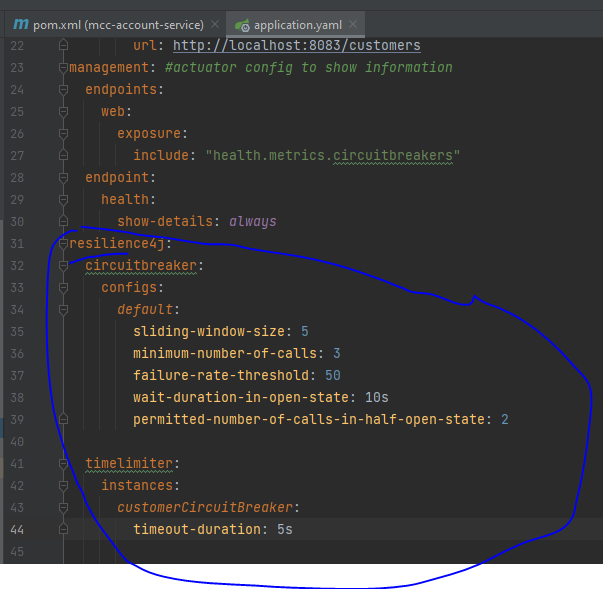 pom.xml (mcc-account-service) application.yaml
22 url: http://localhost:8083/customers
23 management: #actuator config to show information
24 endpoints:
25 web:
26 exposure:
27 include: "health.metrics.circuitbreakers"
28 endpoint:
29 health:
30 show-details: always
31 resilience4j:
32 circuitbreaker:
33 configs:
34 default:
35 sliding-window-size: 5
36 minimum-number-of-calls: 3
37 failure-rate-threshold: 50
38 wait-duration-in-open-state: 10s
39 permitted-number-of-calls-in-half-open-state: 2
40
41 timelimiter:
42 instances:
43 customerCircuitBreaker:
44 timeout-duration: 5s
45